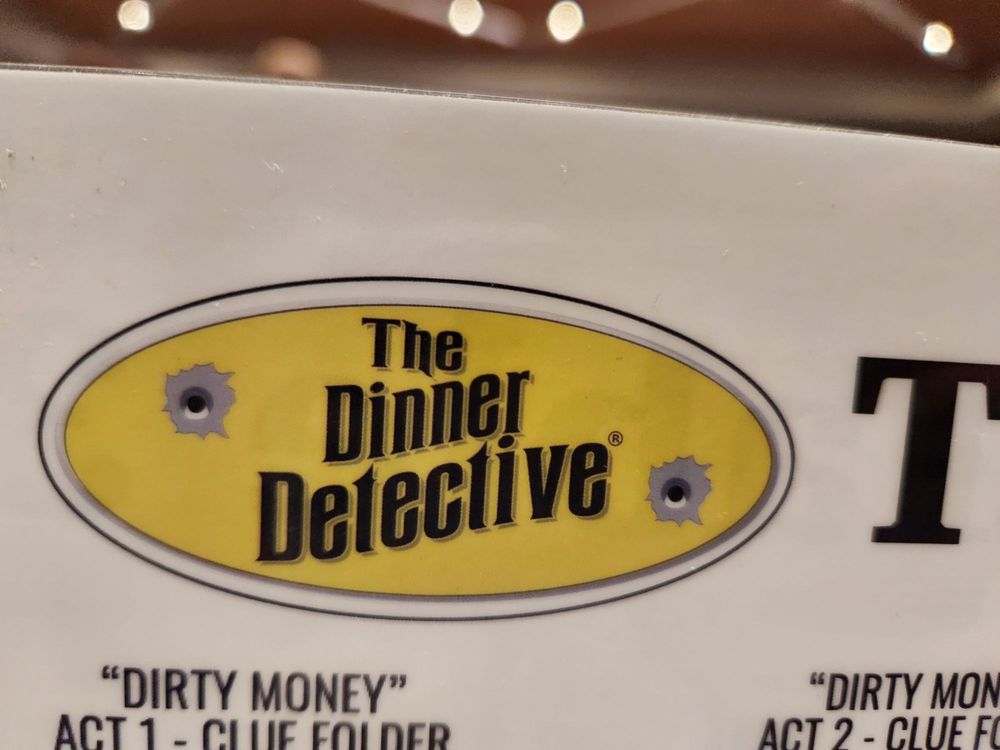 The
Dinner
Detective®
T
"DIRTY MONEY"
ACT 1 - CLUE FOLDER
"DIRTY MON
ACT 2 - CLUE FO